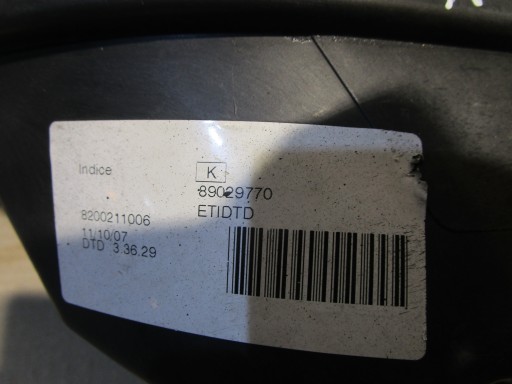 Indice
K
89029770
ETIDTD
8200211006
11/10/07
DTD 3.36.29